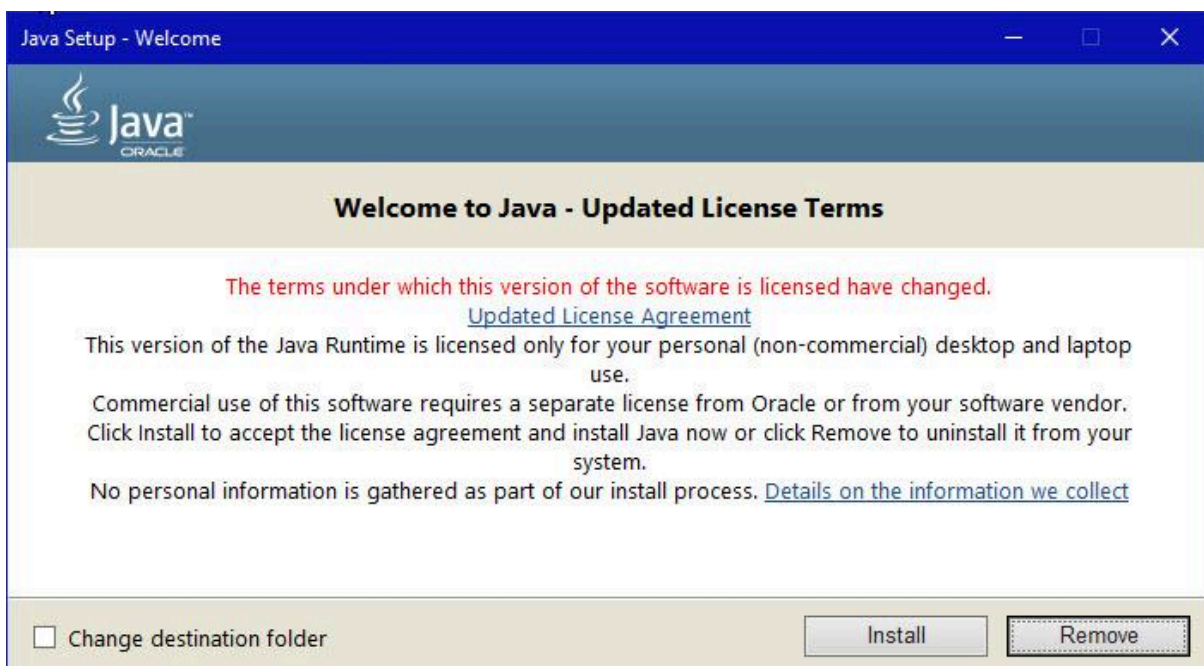 Java Setup - Welcome
Java™
ORACLE
Welcome to Java - Updated License Terms
The terms under which this version of the software is licensed have changed.
Updated License Agreement
This version of the Java Runtime is licensed only for your personal (non-commercial) desktop and laptop
use.
Commercial use of this software requires a separate license from Oracle or from your software vendor.
Click Install to accept the license agreement and install Java now or click Remove to uninstall it from your
system.
No personal information is gathered as part of our install process. Details on the information we collect
Change destination folder
Install
Remove